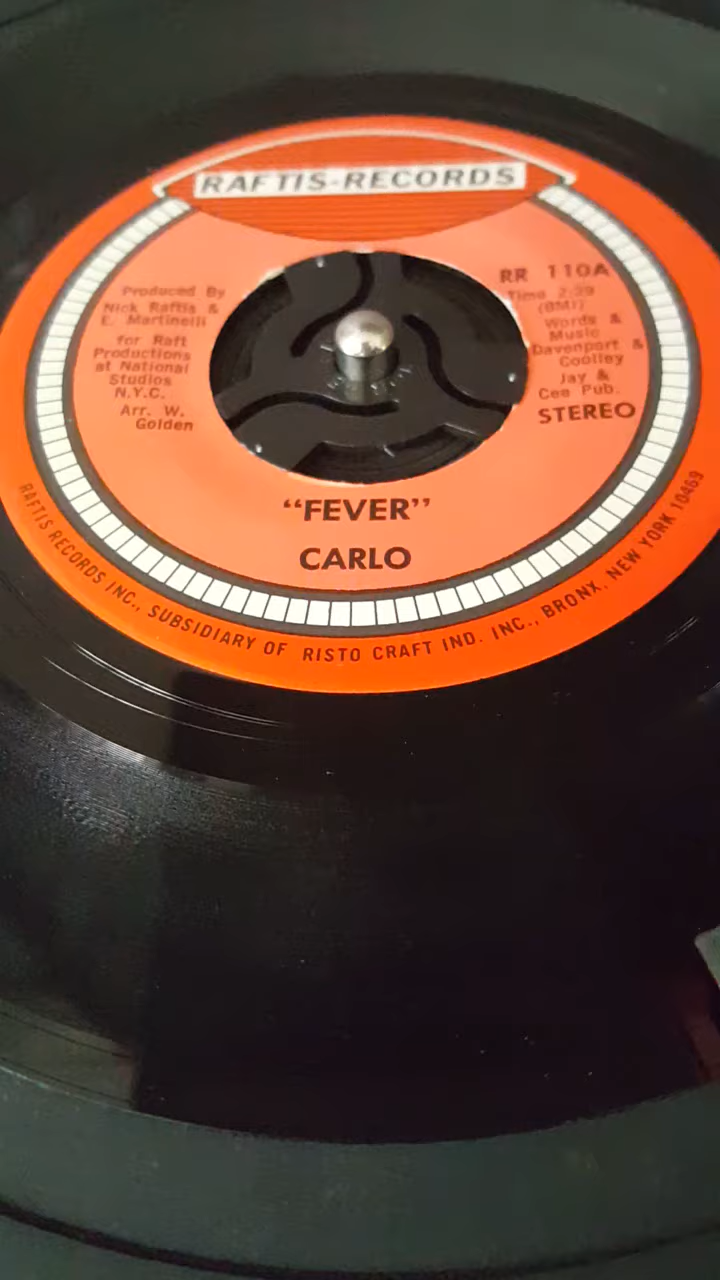 RAFTIS-RECORDS
Produced By
Nick Raftis &
E. Martinelli
for Raft
Productions
at National
Studios
N.Y.C.
Arr. W.
Golden
RR 110A
Time 2:39
(BMI)
Words &
Music
Davenport &
Coolley
Jay &
Cee Pub.
STEREO
“FEVER”
CARLO
RAFTIS RECORDS INC., SUBSIDIARY OF RISTO CRAFT IND. INC., BRONX, NEW YORK 10469